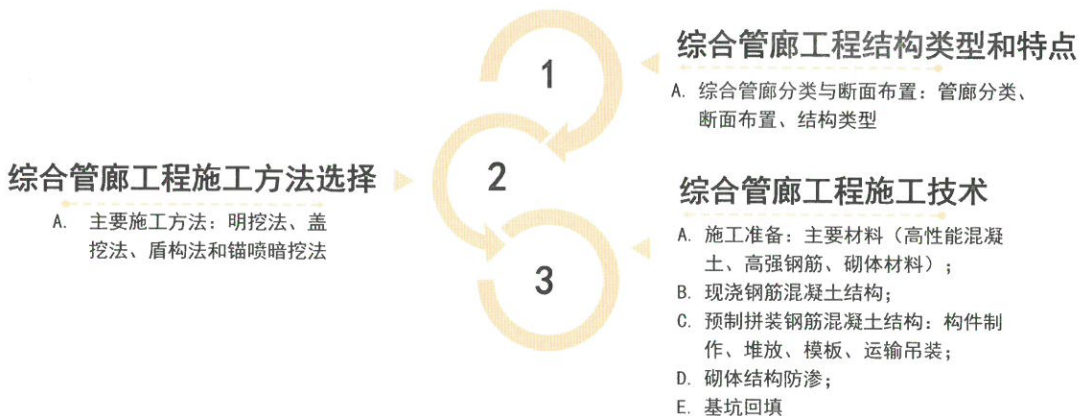 1
综合管廊工程结构类型和特点
A. 综合管廊分类与断面布置：管廊分类、
断面布置、结构类型
综合管廊工程施工方法选择
2
A. 主要施工方法：明挖法、盖
挖法、盾构法和锚喷暗挖法
3
综合管廊工程施工技术
A. 施工准备：主要材料（高性能混凝
土、高强钢筋、砌体材料）；
B. 现浇钢筋混凝土结构；
C. 预制拼装钢筋混凝土结构：构件制
作、堆放、模板、运输吊装；
D. 砌体结构防渗；
E. 基坑回填